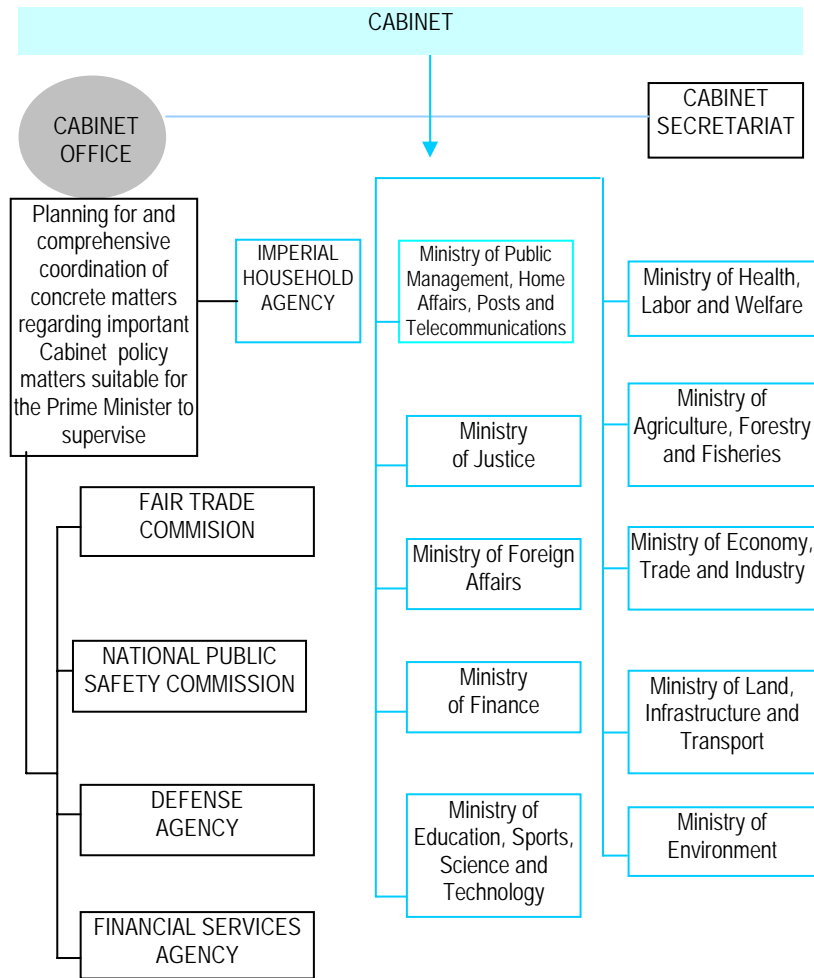 CABINET
CABINET
OFFICE
CABINET
SECRETARIAT
Planning for and
comprehensive
coordination of
concrete matters
regarding important
Cabinet policy
matters suitable for
the Prime Minister to
supervise
IMPERIAL
HOUSEHOLD
AGENCY
FAIR TRADE
COMMISION
NATIONAL PUBLIC
SAFETY COMMISSION
DEFENSE
AGENCY
FINANCIAL SERVICES
AGENCY
Ministry of Public
Management, Home
Affairs, Posts and
Telecommunications
Ministry
of Justice
Ministry of Foreign
Affairs
Ministry
of Finance
Ministry of
Education, Sports,
Science and
Technology
Ministry of Health,
Labor and Welfare
Ministry of
Agriculture, Forestry
and Fisheries
Ministry of Economy,
Trade and Industry
Ministry of Land,
Infrastructure and
Transport
Ministry of
Environment